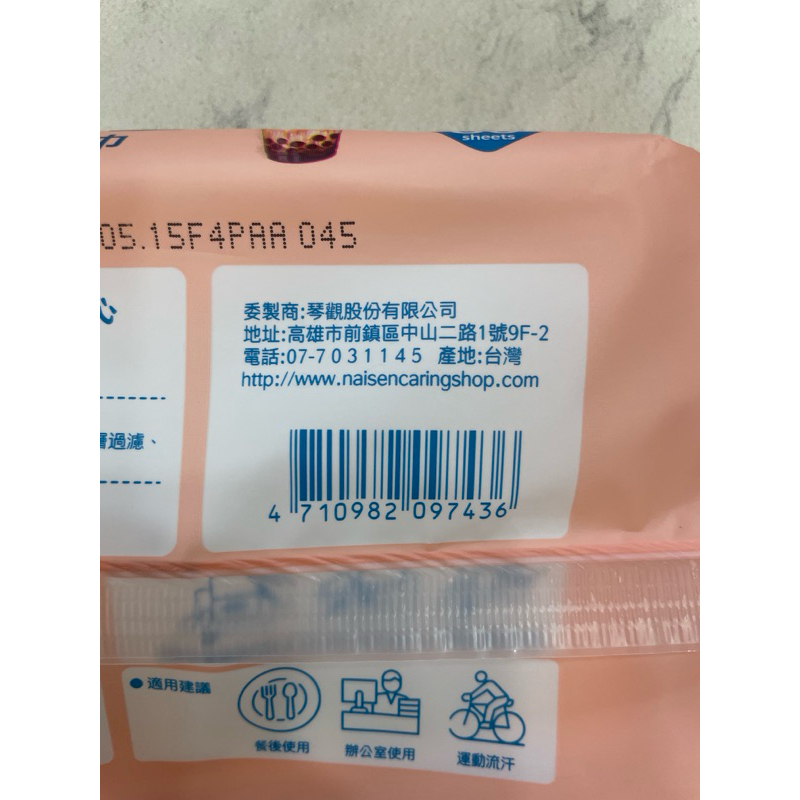 sheets
05.15F4PAA 045
心
委製商:琴觀股份有限公司
地址:高雄市前鎮區中山二路1號9F-2
電話:07-7031145 產地:台灣
http://www.naisencaringshop.com
層過濾、
4 710982 097436
●適用建議
餐後使用
辦公室使用
運動流汗